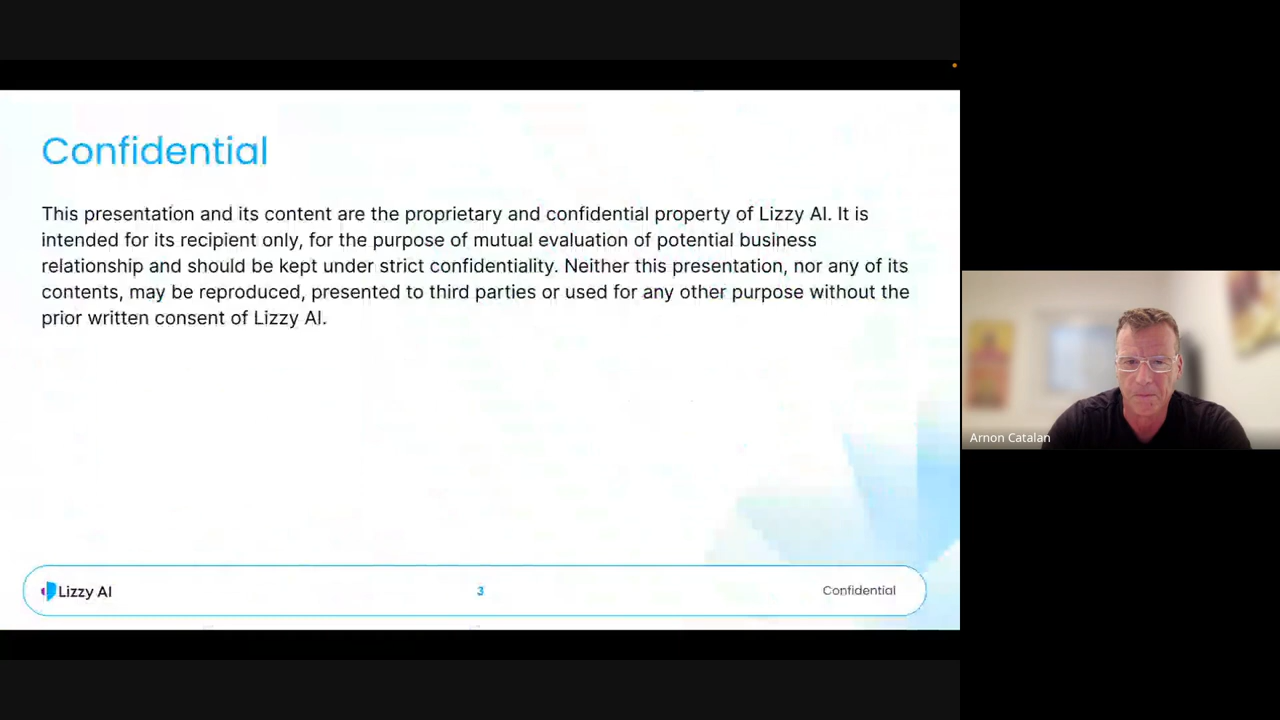 Confidential
This presentation and its content are the proprietary and confidential property of Lizzy AI. It is
intended for its recipient only, for the purpose of mutual evaluation of potential business
relationship and should be kept under strict confidentiality. Neither this presentation, nor any of its
contents, may be reproduced, presented to third parties or used for any other purpose without the
prior written consent of Lizzy AI.
Arnon Catalan
Lizzy AI
3
Confidential